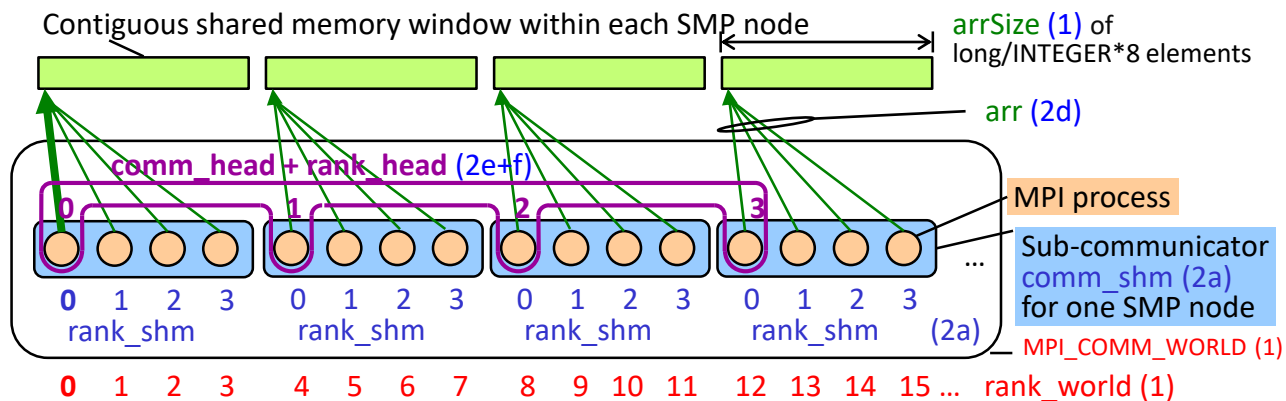 Contiguous shared memory window within each SMP node
arrSize (1) of
long/INTEGER*8 elements
arr (2d)
comm_head + rank_head (2e+f)
0 1 2 3
MPI process
Sub-communicator
comm_shm (2a)
for one SMP node
...
0 1 2 3 0 1 2 3 0 1 2 3 0 1 2 3
rank_shm rank_shm rank_shm rank_shm (2a)
MPI_COMM_WORLD (1)
0 1 2 3 4 5 6 7 8 9 10 11 12 13 14 15 ... rank_world (1)